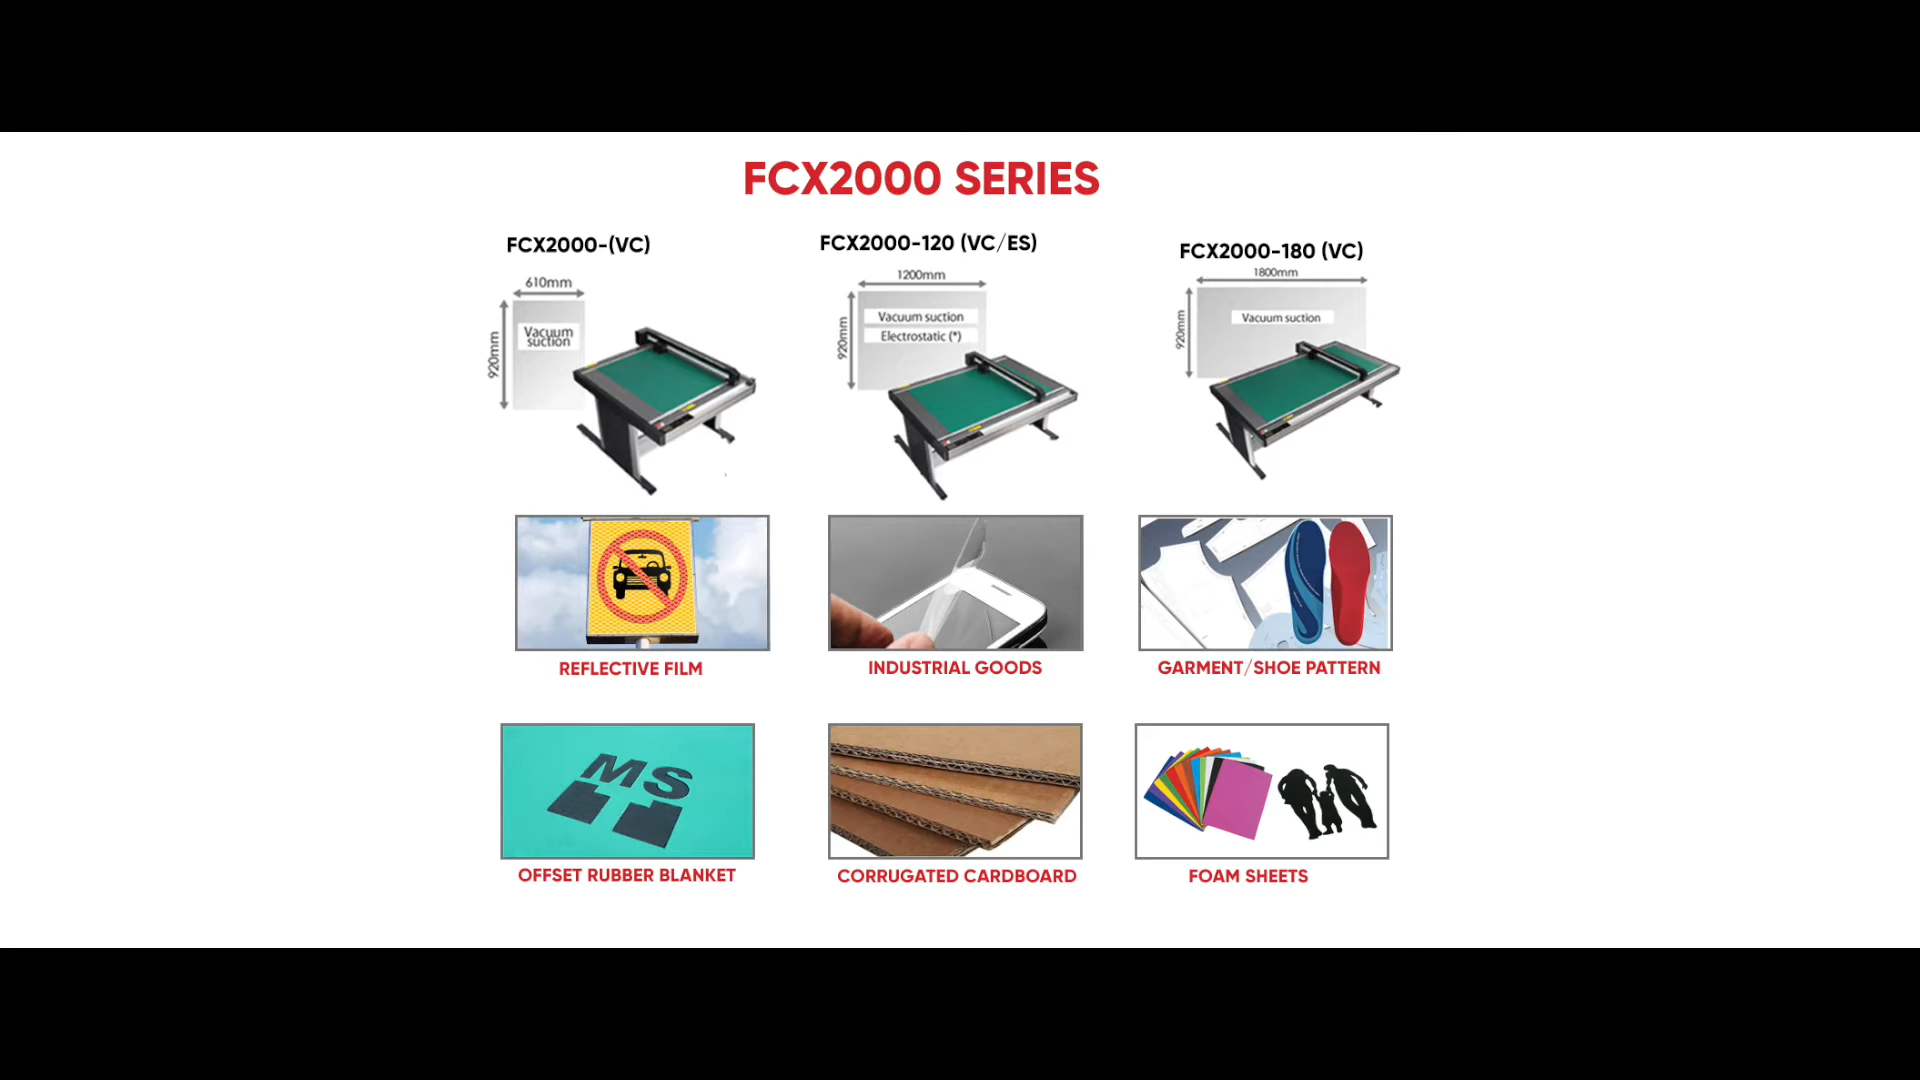 FCX2000 SERIES
FCX2000-(VC)
610mm
920mm
Vacuum
suction
FCX2000-120 (VC/ES)
1200mm
920mm
Vacuum suction
Electrostatic (*)
FCX2000-180 (VC)
1800mm
920mm
Vacuum suction
REFLECTIVE FILM
INDUSTRIAL GOODS
GARMENT/SHOE PATTERN
MS
OFFSET RUBBER BLANKET
CORRUGATED CARDBOARD
FOAM SHEETS